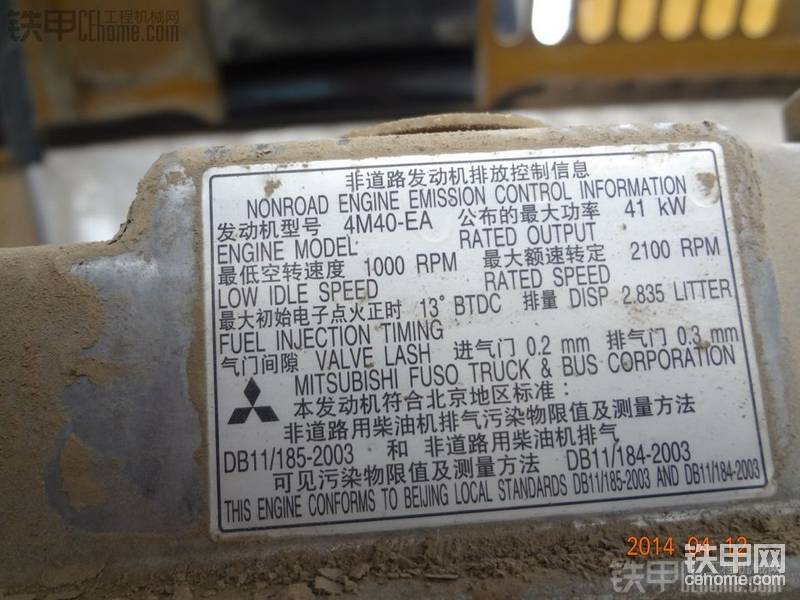 铁甲工程机械网
CEhome.com
非道路发动机排放控制信息
NONROAD ENGINE EMISSION CONTROL INFORMATION
发动机型号 4M40-EA 公布的最大功率 41 kW
ENGINE MODEL RATED OUTPUT
最低空转速度 1000 RPM 最大额速转定 2100 RPM
LOW IDLE SPEED RATED SPEED
最大初始电子点火正时 13° BTDC 排量 DISP 2.835 LITTER
FUEL INJECTION TIMING
气门间隙 VALVE LASH 进气门 0.2 mm 排气门 0.3 mm
MITSUBISHI FUSO TRUCK & BUS CORPORATION
本发动机符合北京地区标准:
非道路用柴油机排气污染物限值及测量方法
DB11/185-2003 和 非道路用柴油机排气
可见污染物限值及测量方法 DB11/184-2003
THIS ENGINE CONFORMS TO BEIJING LOCAL STANDARDS DB11/185-2003 AND DB11/184-2003
2014 04 12
铁甲网
cehome.com